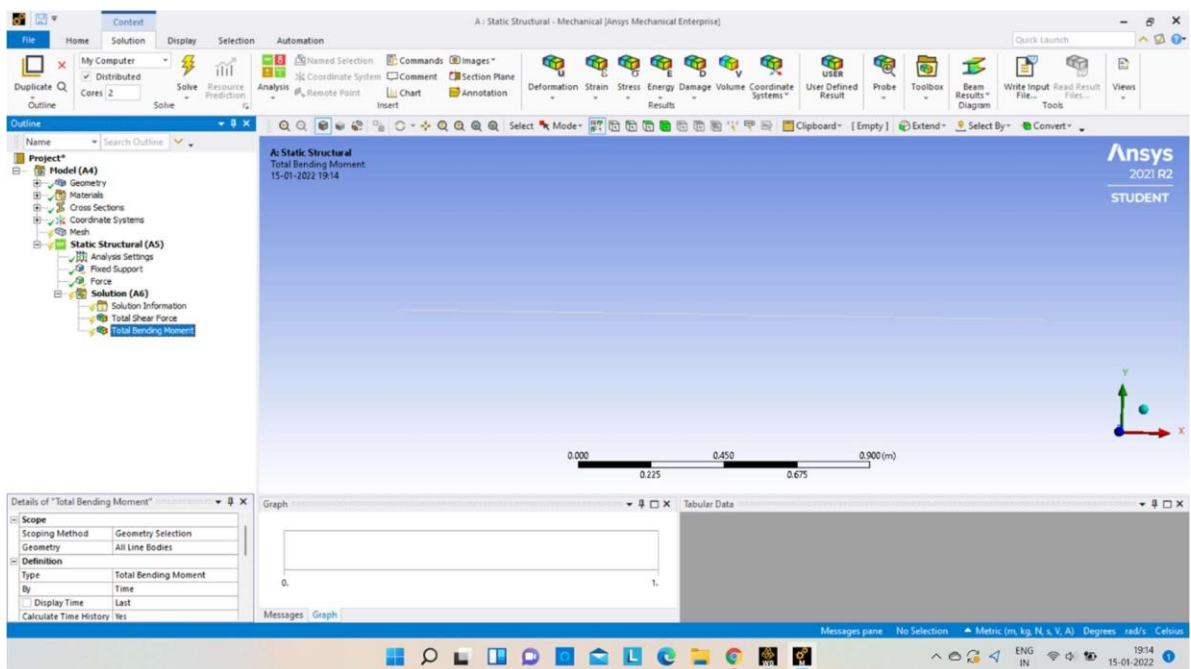 Context
A : Static Structural - Mechanical [Ansys Mechanical Enterprise]
File Home Solution Display Selection Automation
Quick Launch
My Computer
Distributed
Cores 2
Duplicate
Outline
Solve
Resource Prediction
Solve
Analysis
Named Selection
Coordinate System
Remote Point
Commands
Comment
Chart
Images
Section Plane
Annotation
Insert
Deformation Strain Stress Energy Damage Volume Coordinate Systems
Results
User Defined Result
USER
Probe
Toolbox
Beam Results
Diagram
Write Input File...
Read Result Files...
Tools
Views
Outline
Name
Search Outline
Select Mode Clipboard [Empty] Extend Select By Convert
Project*
Model (A4)
Geometry
Materials
Cross Sections
Coordinate Systems
Mesh
Static Structural (A5)
Analysis Settings
Fixed Support
Force
Solution (A6)
Solution Information
Total Shear Force
Total Bending Moment
A: Static Structural
Total Bending Moment
15-01-2022 19:14
Ansys
2021 R2
STUDENT
Y
X
0.000 0.450 0.900 (m)
0.225 0.675
Details of "Total Bending Moment"
Scope
Scoping Method Geometry Selection
Geometry All Line Bodies
Definition
Type Total Bending Moment
By Time
Display Time Last
Calculate Time History Yes
Graph
0. 1.
Messages Graph
Tabular Data
Messages pane No Selection Metric (m, kg, N, s, V, A) Degrees rad/s Celsius
ENG
IN
19:14
15-01-2022